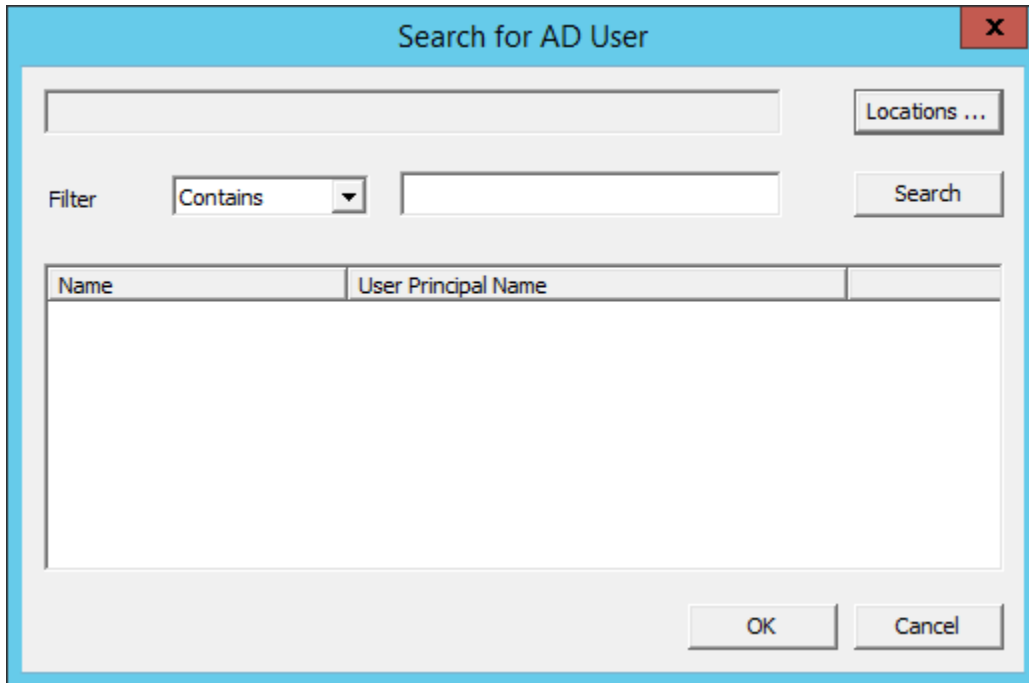 Search for AD User
x
Locations ...
Filter Contains Search
Name User Principal Name
OK Cancel